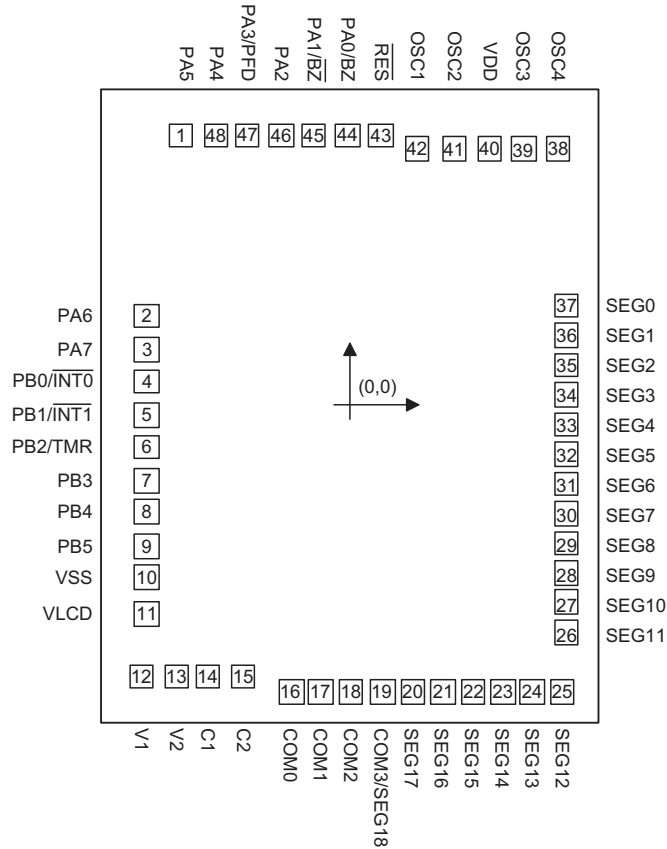 PA5 PA4 PA3/PFD PA2 PA1/B̅Z̅ PA0/BZ R̅E̅S̅ OSC1 OSC2 VDD OSC3 OSC4
1 48 47 46 45 44 43 42 41 40 39 38
PA6 2
PA7 3
PB0/I̅N̅T̅0̅ 4
PB1/I̅N̅T̅1̅ 5
PB2/TMR 6
PB3 7
PB4 8
PB5 9
VSS 10
VLCD 11
(0,0)
37 SEG0
36 SEG1
35 SEG2
34 SEG3
33 SEG4
32 SEG5
31 SEG6
30 SEG7
29 SEG8
28 SEG9
27 SEG10
26 SEG11
12 13 14 15 16 17 18 19 20 21 22 23 24 25
V1 V2 C1 C2 COM0 COM1 COM2 COM3/SEG18 SEG17 SEG16 SEG15 SEG14 SEG13 SEG12